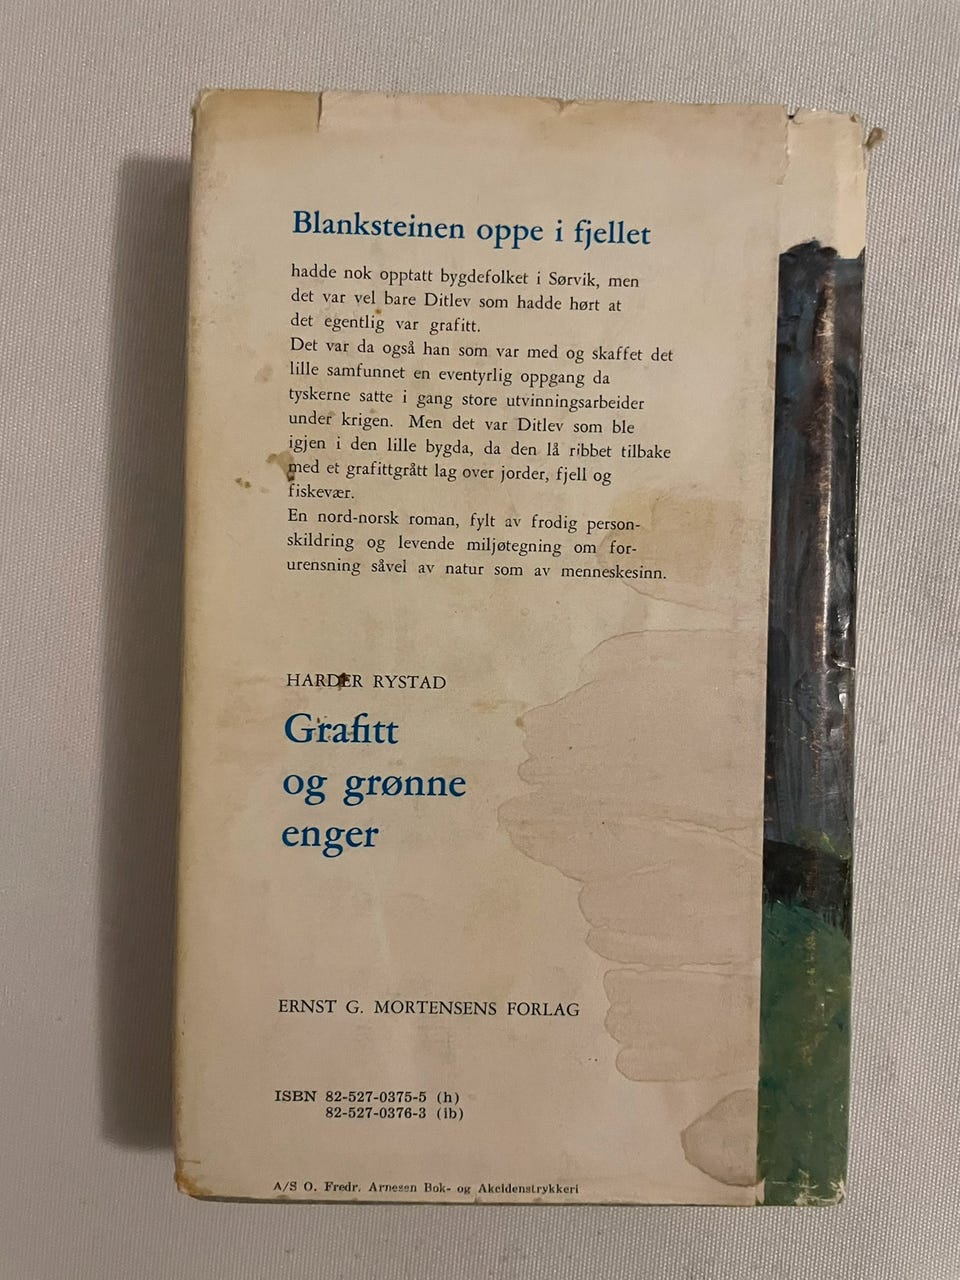 Blanksteinen oppe i fjellet
hadde nok opptatt bygdefolket i Sørvik, men
det var vel bare Ditlev som hadde hørt at
det egentlig var grafitt.
Det var da også han som var med og skaffet det
lille samfunnet en eventyrlig oppgang da
tyskerne satte i gang store utvinningsarbeider
under krigen. Men det var Ditlev som ble
igjen i den lille bygda, da den lå ribbet tilbake
med et grafittgrått lag over jorder, fjell og
fiskevær.
En nord-norsk roman, fylt av frodig person-
skildring og levende miljøtegning om for-
urensning såvel av natur som av menneskesinn.
HARDER RYSTAD
Grafitt
og grønne
enger
ERNST G. MORTENSENS FORLAG
ISBN 82-527-0375-5 (h)
82-527-0376-3 (ib)
A/S O. Fredr. Arnesen Bok- og Akcidenstrykkeri